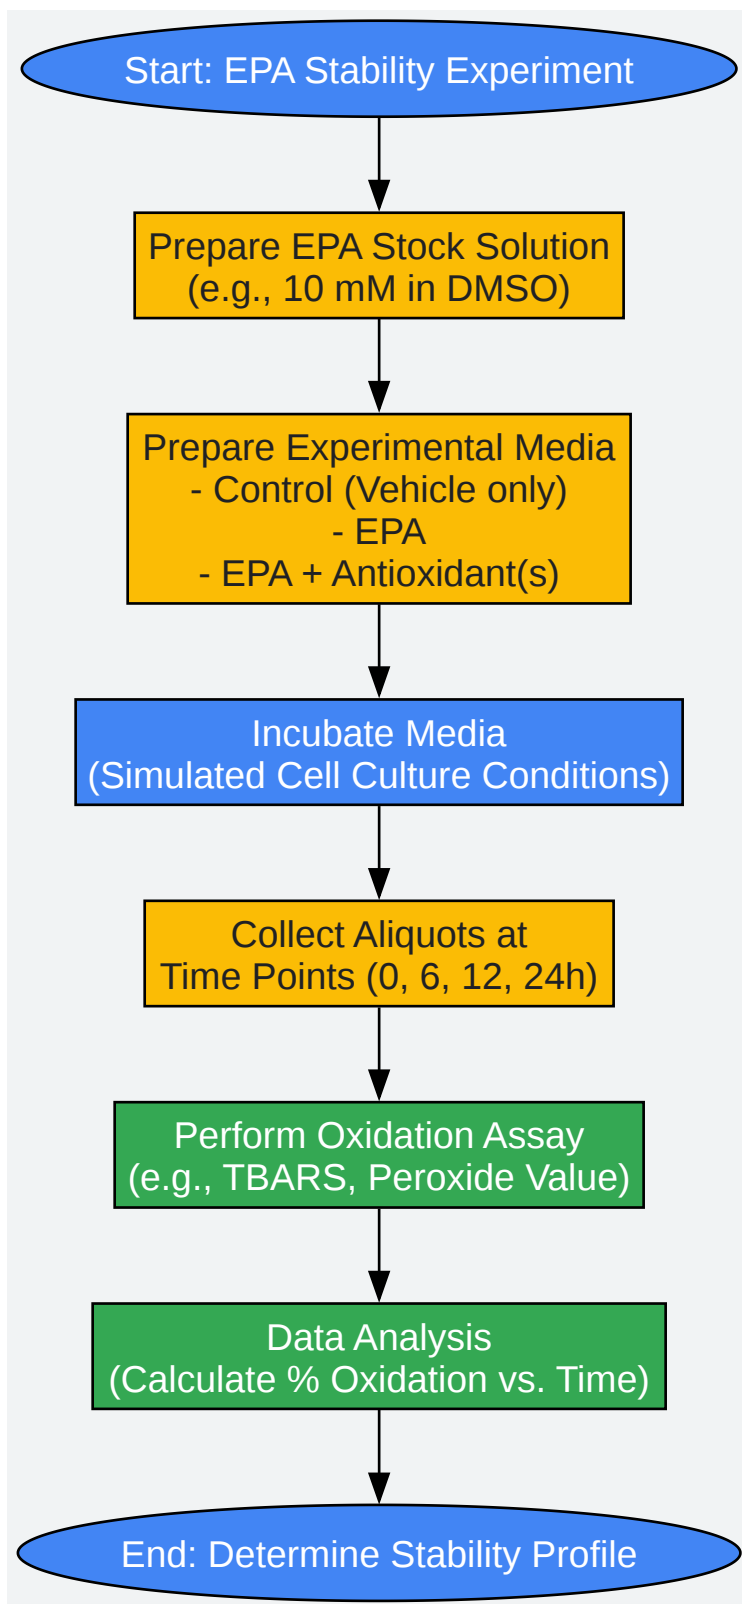 Start: EPA Stability Experiment
Prepare EPA Stock Solution
(e.g., 10 mM in DMSO)
Prepare Experimental Media
- Control (Vehicle only)
- EPA
- EPA + Antioxidant(s)
Incubate Media
(Simulated Cell Culture Conditions)
Collect Aliquots at
Time Points (0, 6, 12, 24h)
Perform Oxidation Assay
(e.g., TBARS, Peroxide Value)
Data Analysis
(Calculate % Oxidation vs. Time)
End: Determine Stability Profile